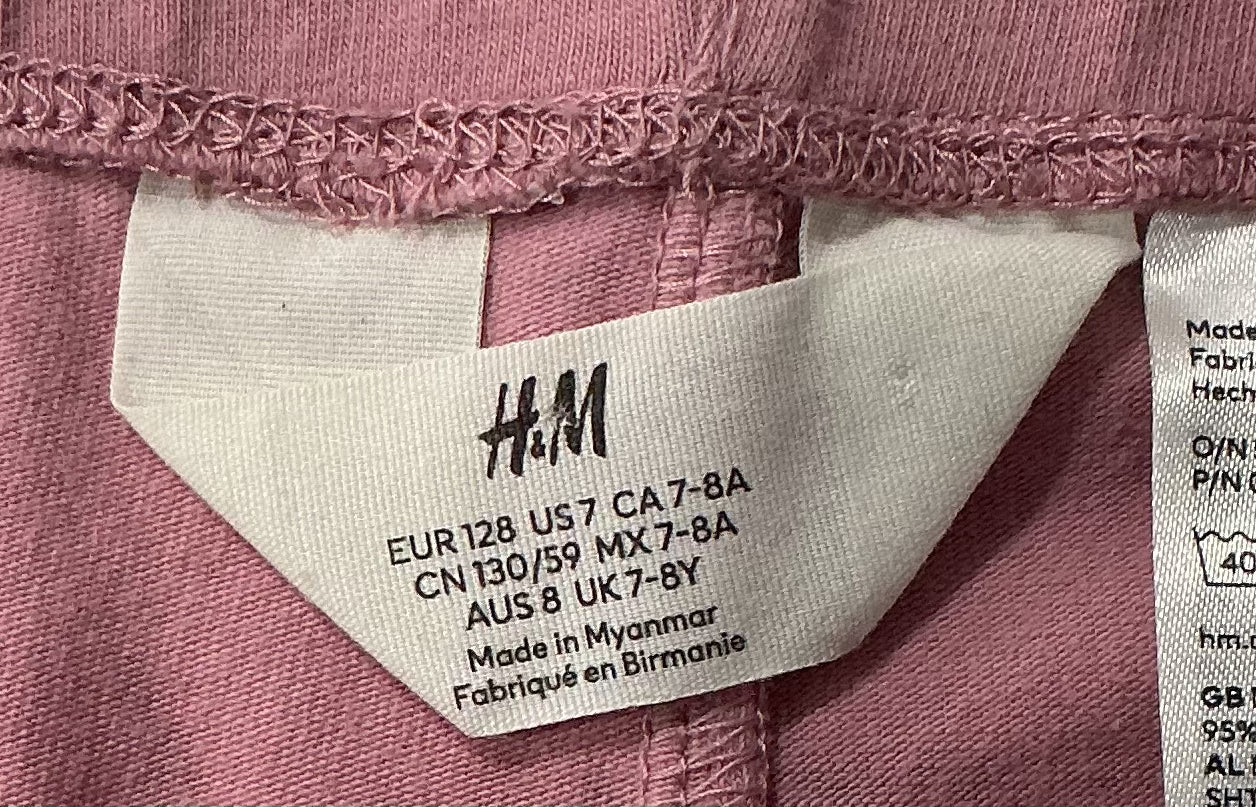 H&M
EUR 128 US 7 CA 7-8A
CN 130/59 MX 7-8A
AUS 8 UK 7-8Y
Made in Myanmar
Fabriqué en Birmanie
Made
O/N
P/N
40
GB
95%
AL